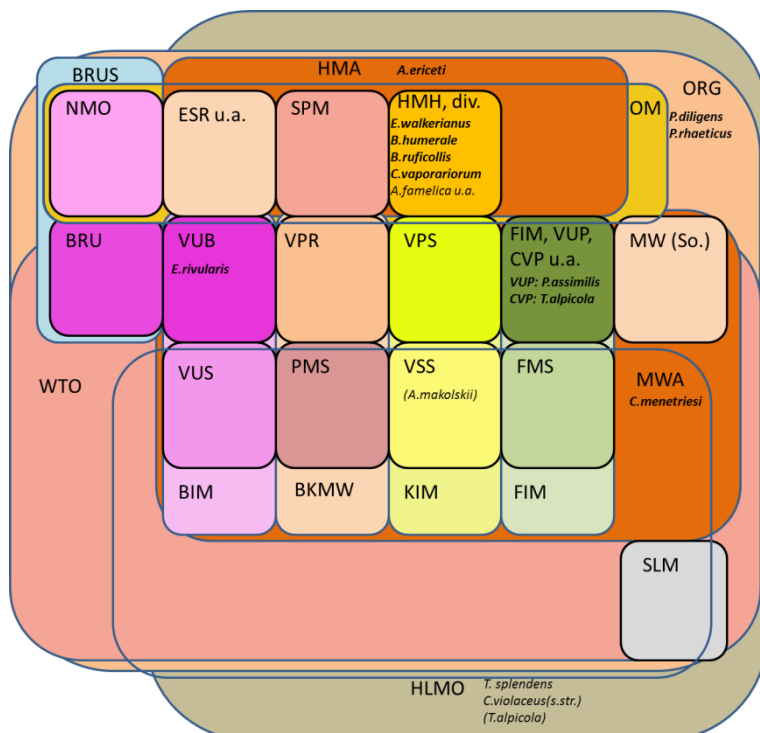 BRUS
HMA
A.ericeti
ORG
P.diligens
P.rhaeticus
NMO
ESR u.a.
SPM
HMH, div.
E.walkerianus
B.humerale
B.ruficollis
C.vaporariorum
A.famelica u.a.
OM
BRU
VUB
E.rivularis
VPR
VPS
FIM, VUP,
CVP u.a.
VUP: P.assimilis
CVP: T.alpicola
MW (So.)
WTO
VUS
PMS
VSS
(A.makolskii)
FMS
MWA
C.menetriesi
BIM
BKMW
KIM
FIM
SLM
HLMO
T. splendens
C.violaceus(s.str.)
(T.alpicola)